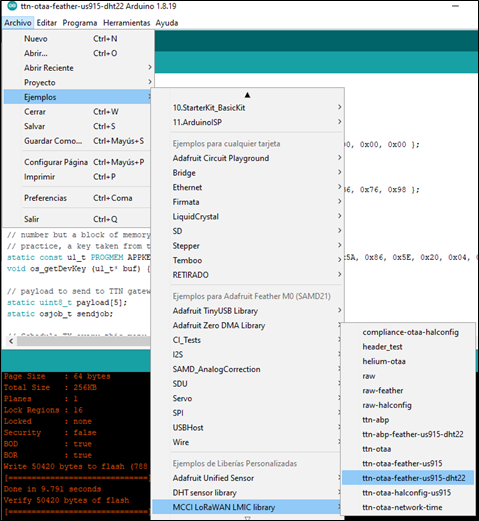 ttn-otaa-feather-us915-dht22 Arduino 1.8.19
Archivo Editar Programa Herramientas Ayuda
Nuevo Ctrl+N
Abrir... Ctrl+O
Abrir Reciente
Proyecto
Ejemplos
Cerrar Ctrl+W
Salvar Ctrl+S
Guardar Como... Ctrl+Mayús+S
Configurar Página Ctrl+Mayús+P
Imprimir Ctrl+P
Preferencias Ctrl+Coma
Salir Ctrl+Q
10.StarterKit_BasicKit
11.ArduinoISP
Ejemplos para cualquier tarjeta
Adafruit Circuit Playground
Bridge
Ethernet
Firmata
LiquidCrystal
SD
Stepper
Temboo
RETIRADO
Ejemplos para Adafruit Feather M0 (SAMD21)
Adafruit TinyUSB Library
Adafruit Zero DMA Library
CI_Tests
I2S
SAMD_AnalogCorrection
SDU
Servo
SPI
USBHost
Wire
Ejemplos de Liberías Personalizadas
Adafruit Unified Sensor
DHT sensor library
MCCI LoRaWAN LMIC library
compliance-otaa-halconfig
header_test
helium-otaa
raw
raw-feather
raw-halconfig
ttn-abp
ttn-abp-feather-us915-dht22
ttn-otaa
ttn-otaa-feather-us915
ttn-otaa-feather-us915-dht22
ttn-otaa-halconfig-us915
ttn-otaa-network-time
0, 0x00, 0x00 };
6, 0x76, 0x98 };
// number but a block of memory
// practice, a key taken from t
static const u1_t PROGMEM APPKE 5A, 0x86, 0x5E, 0x20, 0x04,
void os_getDevKey (u1_t* buf) {
// payload to send to TTN gatew
static uint8_t payload[5];
static osjob_t sendjob;
Page Size : 64 bytes
Total Size : 256KB
Planes : 1
Lock Regions : 16
Locked : none
Security : false
BOD : true
BOR : true
Write 50420 bytes to flash (788
[==============================]
Done in 9.791 seconds
Verify 50420 bytes of flash
[==============================]